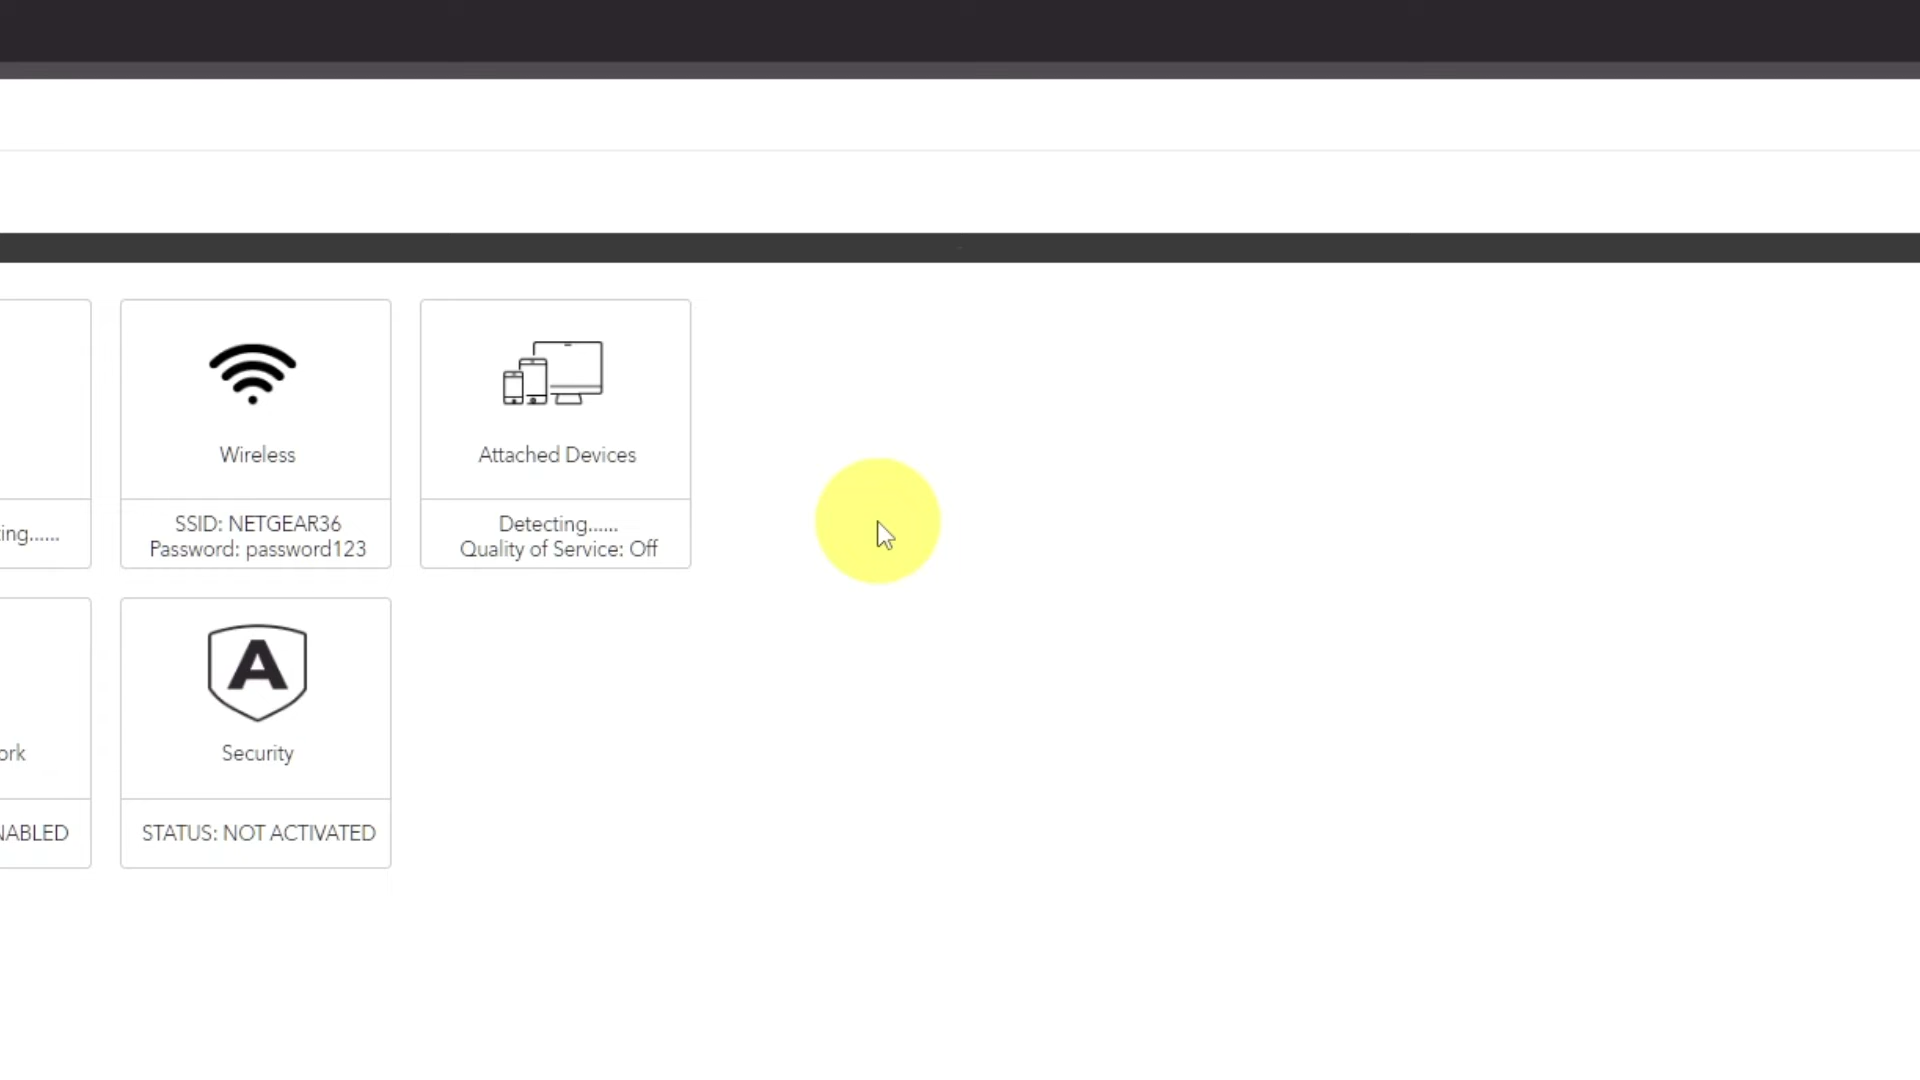 Wireless
Attached Devices
ing......
SSID: NETGEAR36
Password: password123
Detecting......
Quality of Service: Off
A
ork
Security
NABLED
STATUS: NOT ACTIVATED